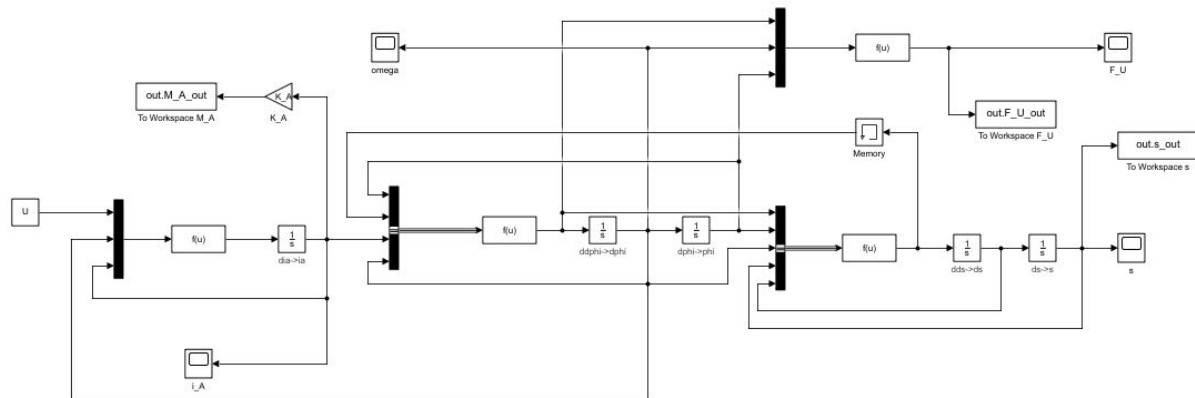 omega
f(u)
F_U
out.M_A_out
To Workspace M_A
K_A
K_A
out.F_U_out
To Workspace F_U
Memory
out.s_out
To Workspace s
U
f(u)
1
s
dia->ia
f(u)
1
s
ddphi->dphi
1
s
dphi->phi
f(u)
1
s
dds->ds
1
s
ds->s
s
i_A